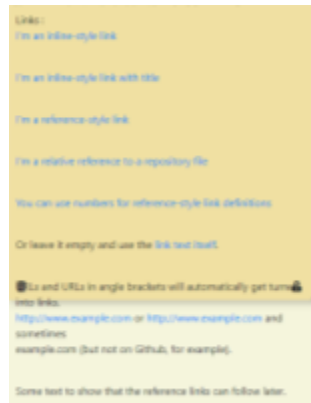 Links :
I'm an inline-style link
I'm an inline-style link with title
I'm a reference-style link
I'm a relative reference to a repository file
You can use numbers for reference-style link definitions
Or leave it empty and use the link text itself.
Ls and URLs in angle brackets will automatically get turne
into links.
http://www.example.com or http://www.example.com and
sometimes
example.com (but not on Github, for example).
Some text to show that the reference links can follow later.